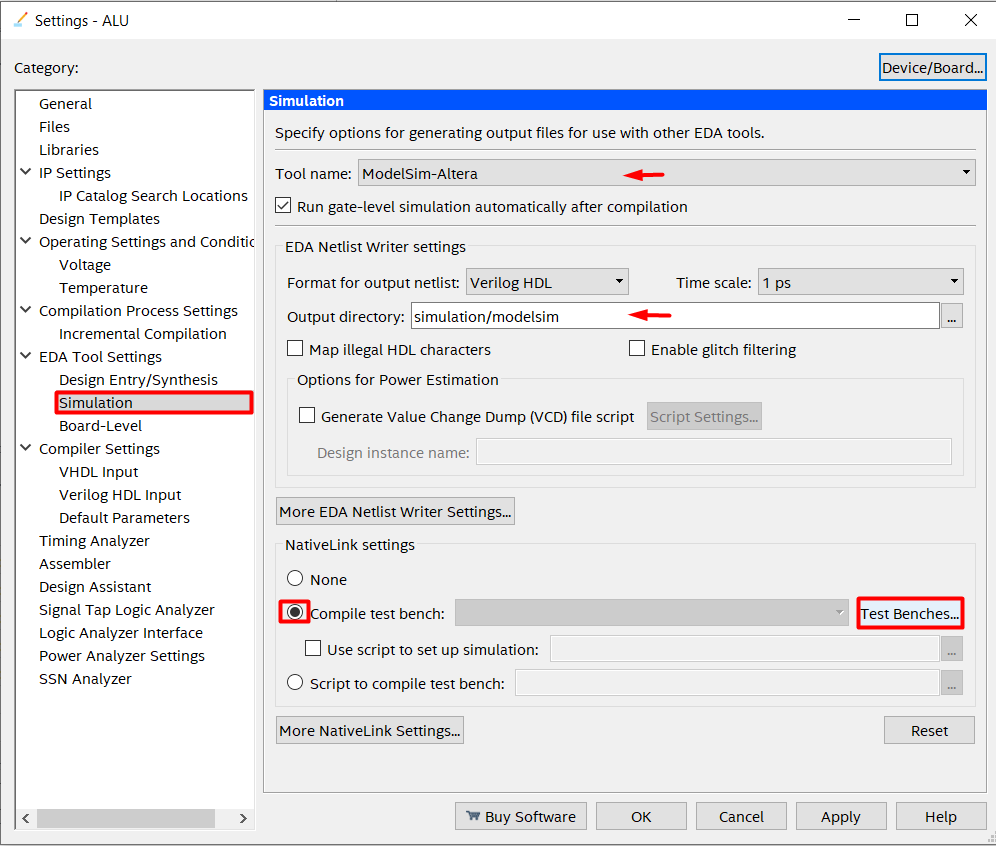 Settings - ALU
Category:
Device/Board...
General
Files
Libraries
IP Settings
IP Catalog Search Locations
Design Templates
Operating Settings and Conditic
Voltage
Temperature
Compilation Process Settings
Incremental Compilation
EDA Tool Settings
Design Entry/Synthesis
Simulation
Board-Level
Compiler Settings
VHDL Input
Verilog HDL Input
Default Parameters
Timing Analyzer
Assembler
Design Assistant
Signal Tap Logic Analyzer
Logic Analyzer Interface
Power Analyzer Settings
SSN Analyzer
Simulation
Specify options for generating output files for use with other EDA tools.
Tool name: ModelSim-Altera
Run gate-level simulation automatically after compilation
EDA Netlist Writer settings
Format for output netlist: Verilog HDL Time scale: 1 ps
Output directory: simulation/modelsim ...
Map illegal HDL characters Enable glitch filtering
Options for Power Estimation
Generate Value Change Dump (VCD) file script Script Settings...
Design instance name:
More EDA Netlist Writer Settings...
NativeLink settings
None
Compile test bench: Test Benches...
Use script to set up simulation: ...
Script to compile test bench: ...
More NativeLink Settings... Reset
Buy Software OK Cancel Apply Help